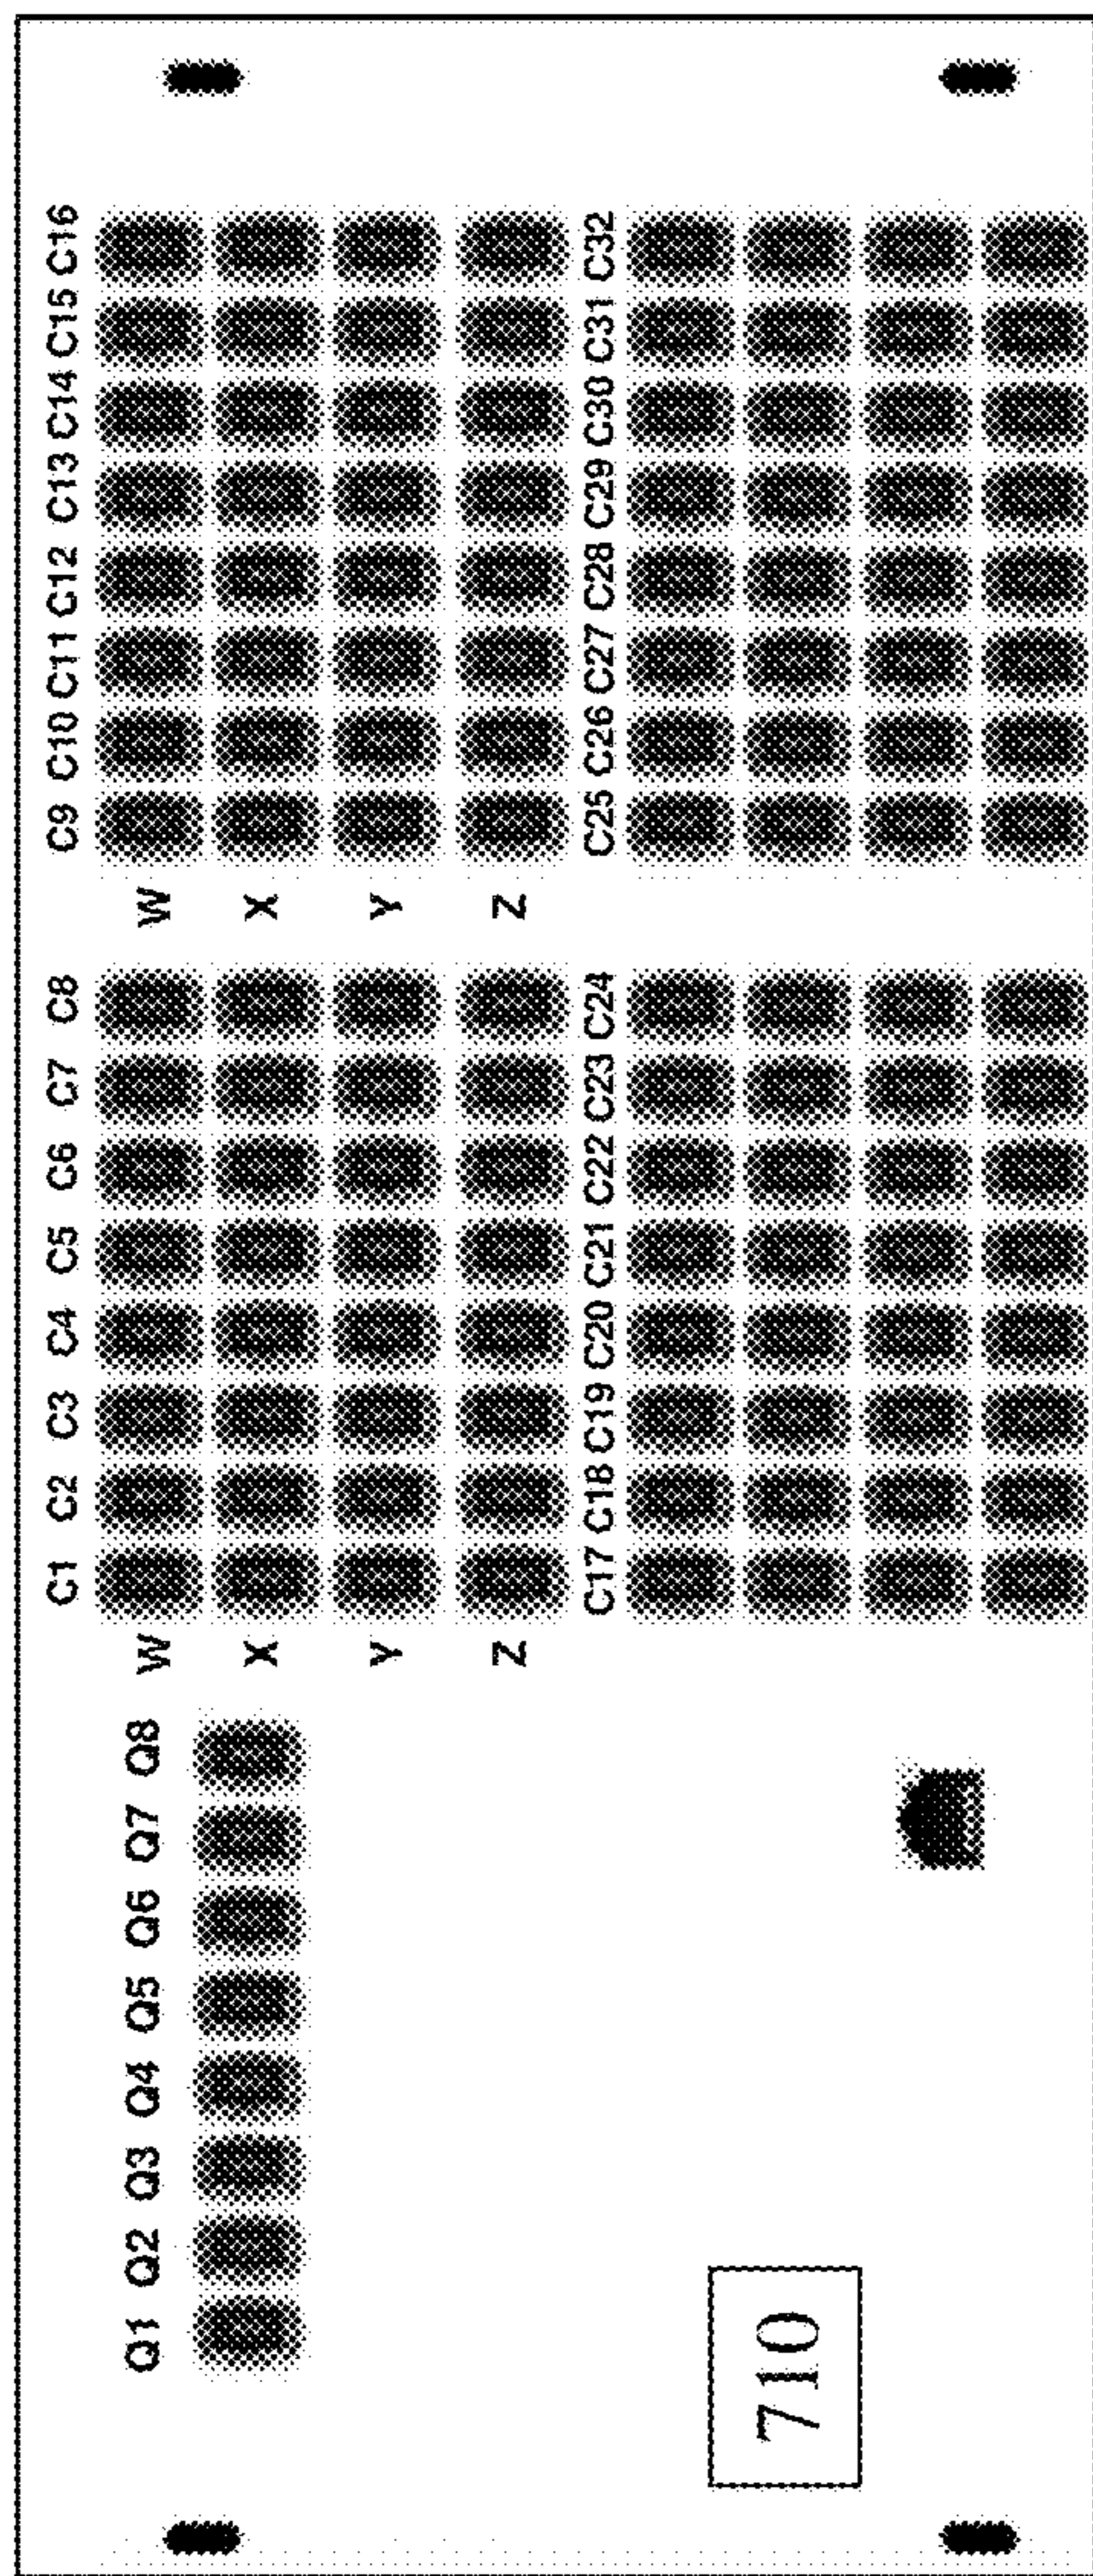 Q1 Q2 Q3 Q4 Q5 Q6 Q7 Q8
C1 C2 C3 C4 C5 C6 C7 C8
C9 C10 C11 C12 C13 C14 C15 C16
W
X
Y
Z
W
X
Y
Z
C17 C18 C19 C20 C21 C22 C23 C24
C25 C26 C27 C28 C29 C30 C31 C32
710